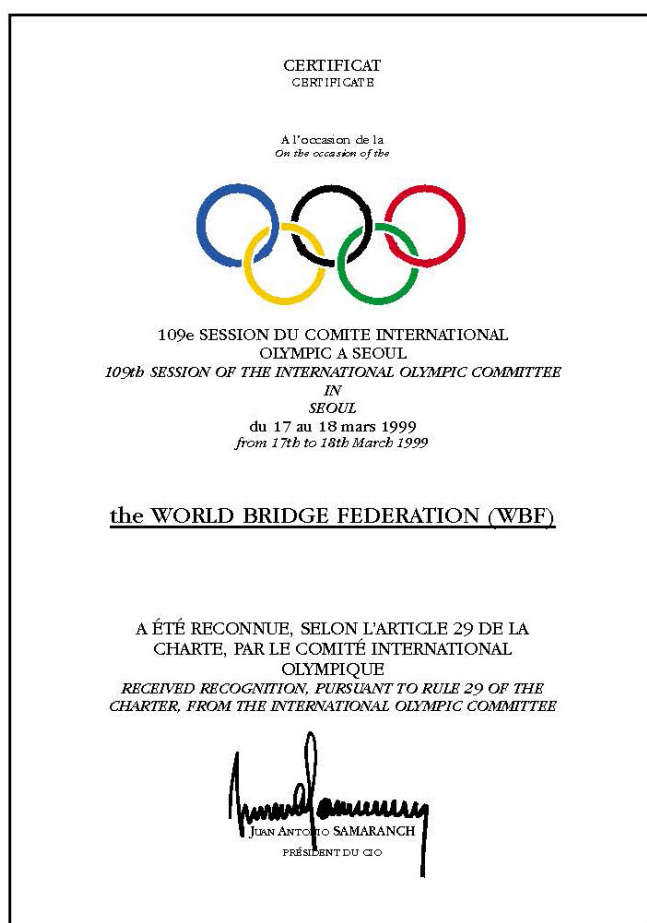 CERTIFICAT
CERTIFICATE
A l'occasion de la
On the occasion of the
109e SESSION DU COMITE INTERNATIONAL
OLYMPIC A SEOUL
109th SESSION OF THE INTERNATIONAL OLYMPIC COMMITTEE
IN
SEOUL
du 17 au 18 mars 1999
from 17th to 18th March 1999
the WORLD BRIDGE FEDERATION (WBF)
A ÉTÉ RECONNUE, SELON L'ARTICLE 29 DE LA
CHARTE, PAR LE COMITÉ INTERNATIONAL
OLYMPIQUE
RECEIVED RECOGNITION, PURSUANT TO RULE 29 OF THE
CHARTER, FROM THE INTERNATIONAL OLYMPIC COMMITTEE
JUAN ANTONIO SAMARANCH
PRÉSIDENT DU CIO